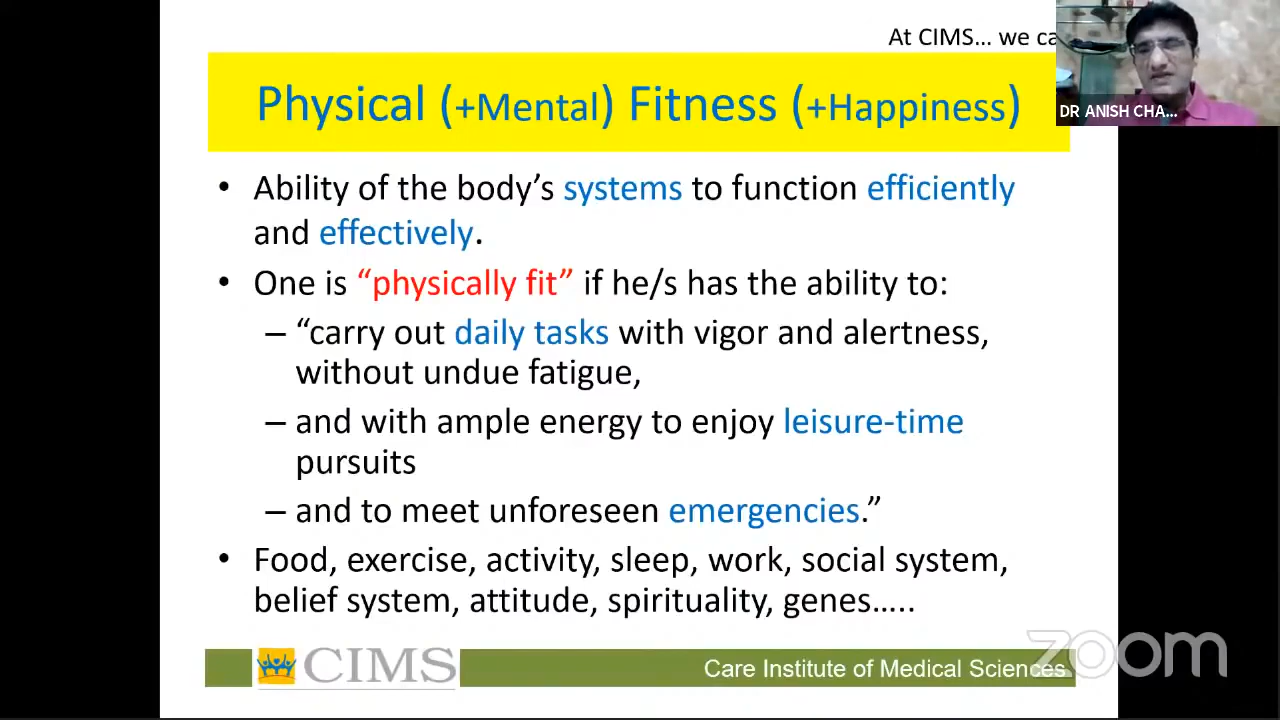 At CIMS... we ca
DR ANISH CHA...
Physical (+Mental) Fitness (+Happiness)
• Ability of the body’s systems to function efficiently
and effectively.
• One is “physically fit” if he/s has the ability to:
– “carry out daily tasks with vigor and alertness,
without undue fatigue,
– and with ample energy to enjoy leisure-time
pursuits
– and to meet unforeseen emergencies.”
• Food, exercise, activity, sleep, work, social system,
belief system, attitude, spirituality, genes…..
CIMS
Care Institute of Medical Sciences
zoom